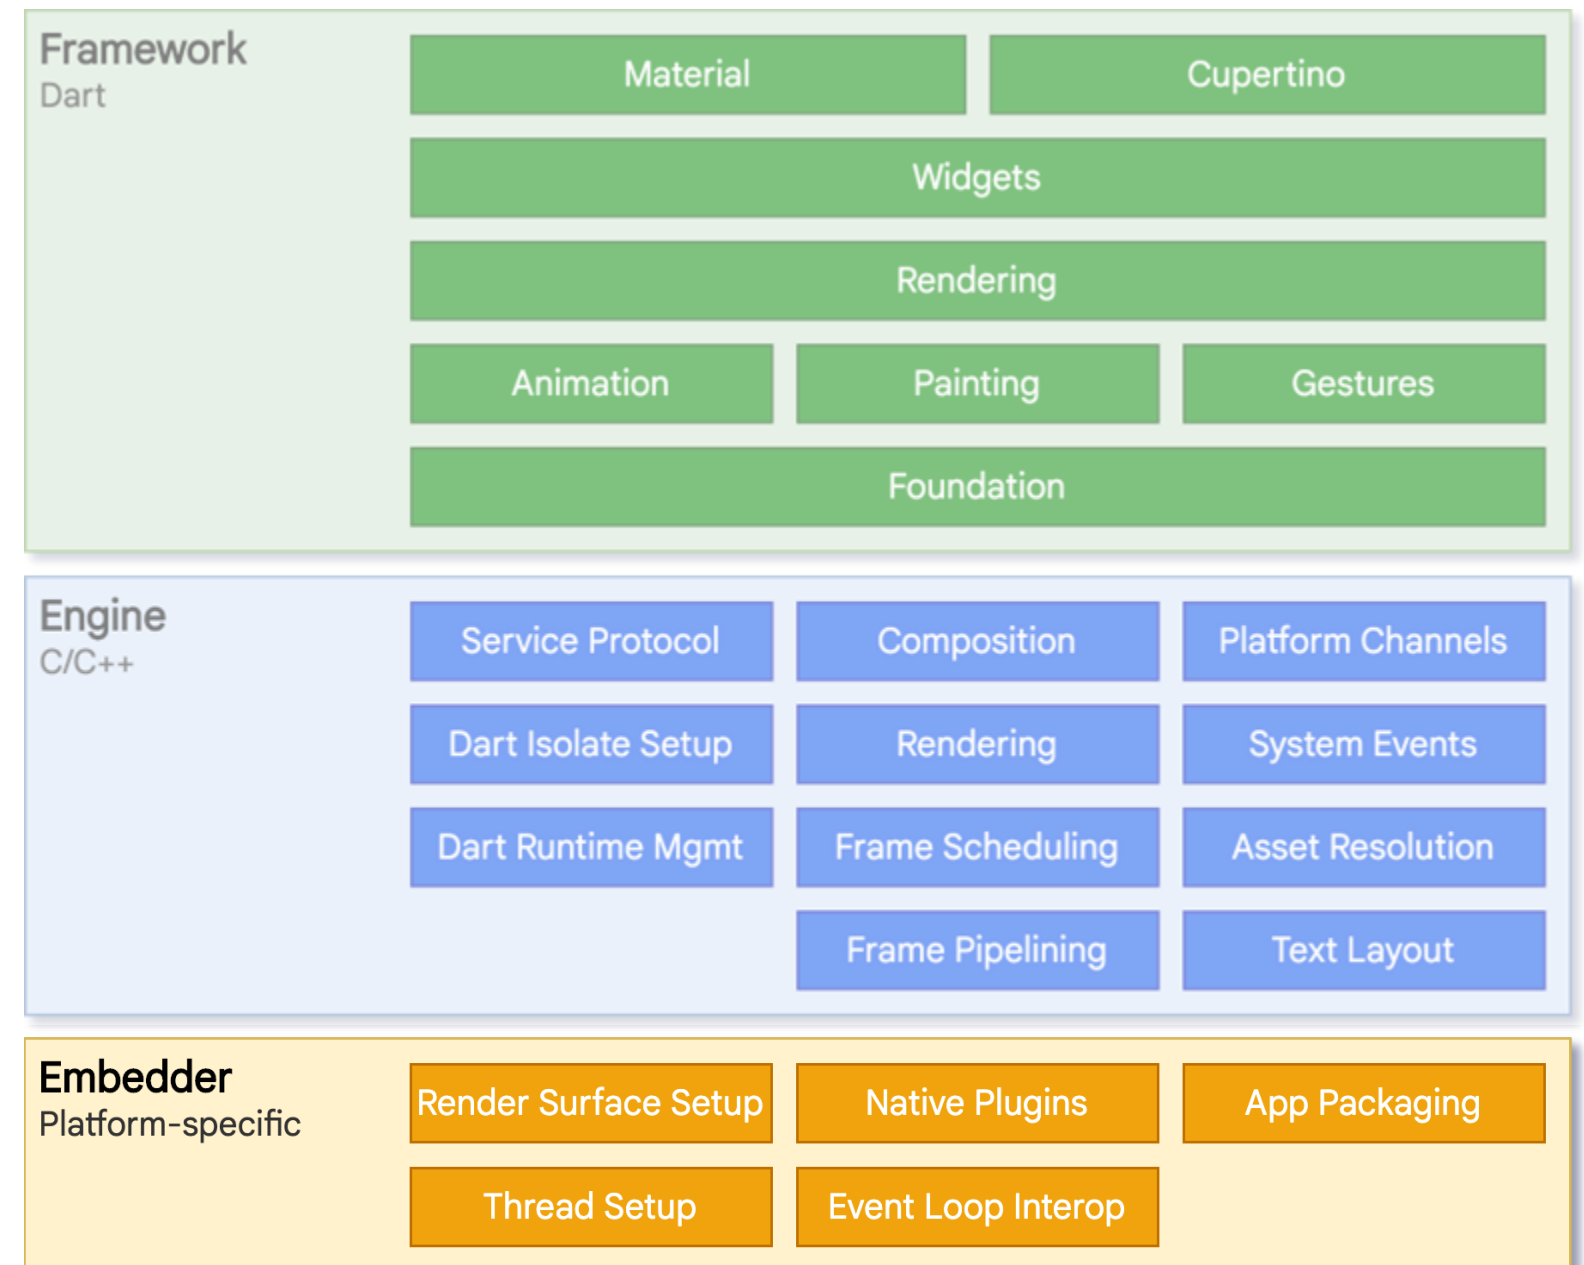 Framework
Dart
Material
Cupertino
Widgets
Rendering
Animation
Painting
Gestures
Foundation
Engine
C/C++
Service Protocol
Composition
Platform Channels
Dart Isolate Setup
Rendering
System Events
Dart Runtime Mgmt
Frame Scheduling
Asset Resolution
Frame Pipelining
Text Layout
Embedder
Platform-specific
Render Surface Setup
Native Plugins
App Packaging
Thread Setup
Event Loop Interop